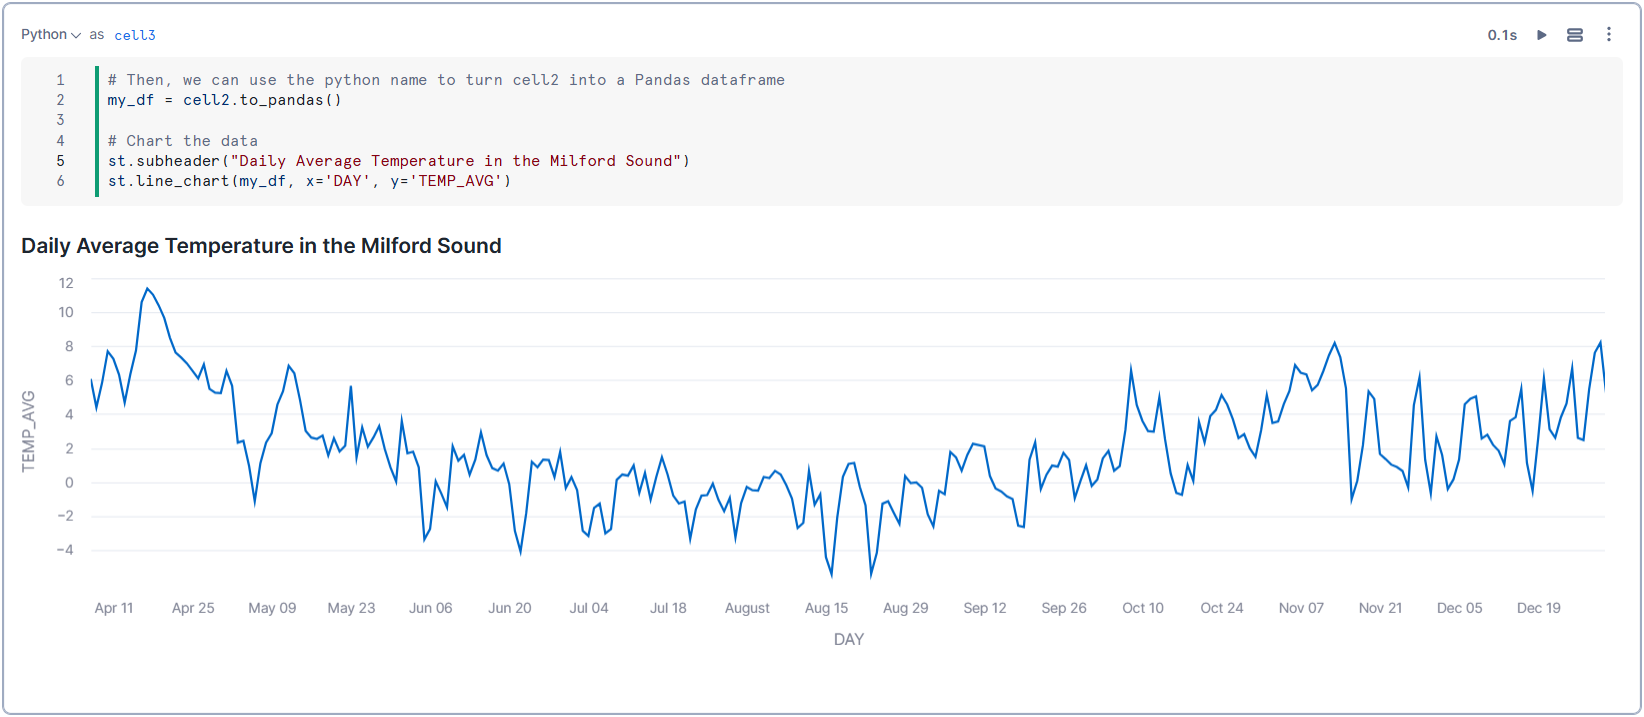 Python as cell3 0.1s
1 # Then, we can use the python name to turn cell2 into a Pandas dataframe
2 my_df = cell2.to_pandas()
3
4 # Chart the data
5 st.subheader("Daily Average Temperature in the Milford Sound")
6 st.line_chart(my_df, x='DAY', y='TEMP_AVG')
Daily Average Temperature in the Milford Sound
12
10
8
6
4
2
0
−2
−4
TEMP_AVG
Apr 11 Apr 25 May 09 May 23 Jun 06 Jun 20 Jul 04 Jul 18 August Aug 15 Aug 29 Sep 12 Sep 26 Oct 10 Oct 24 Nov 07 Nov 21 Dec 05 Dec 19
DAY